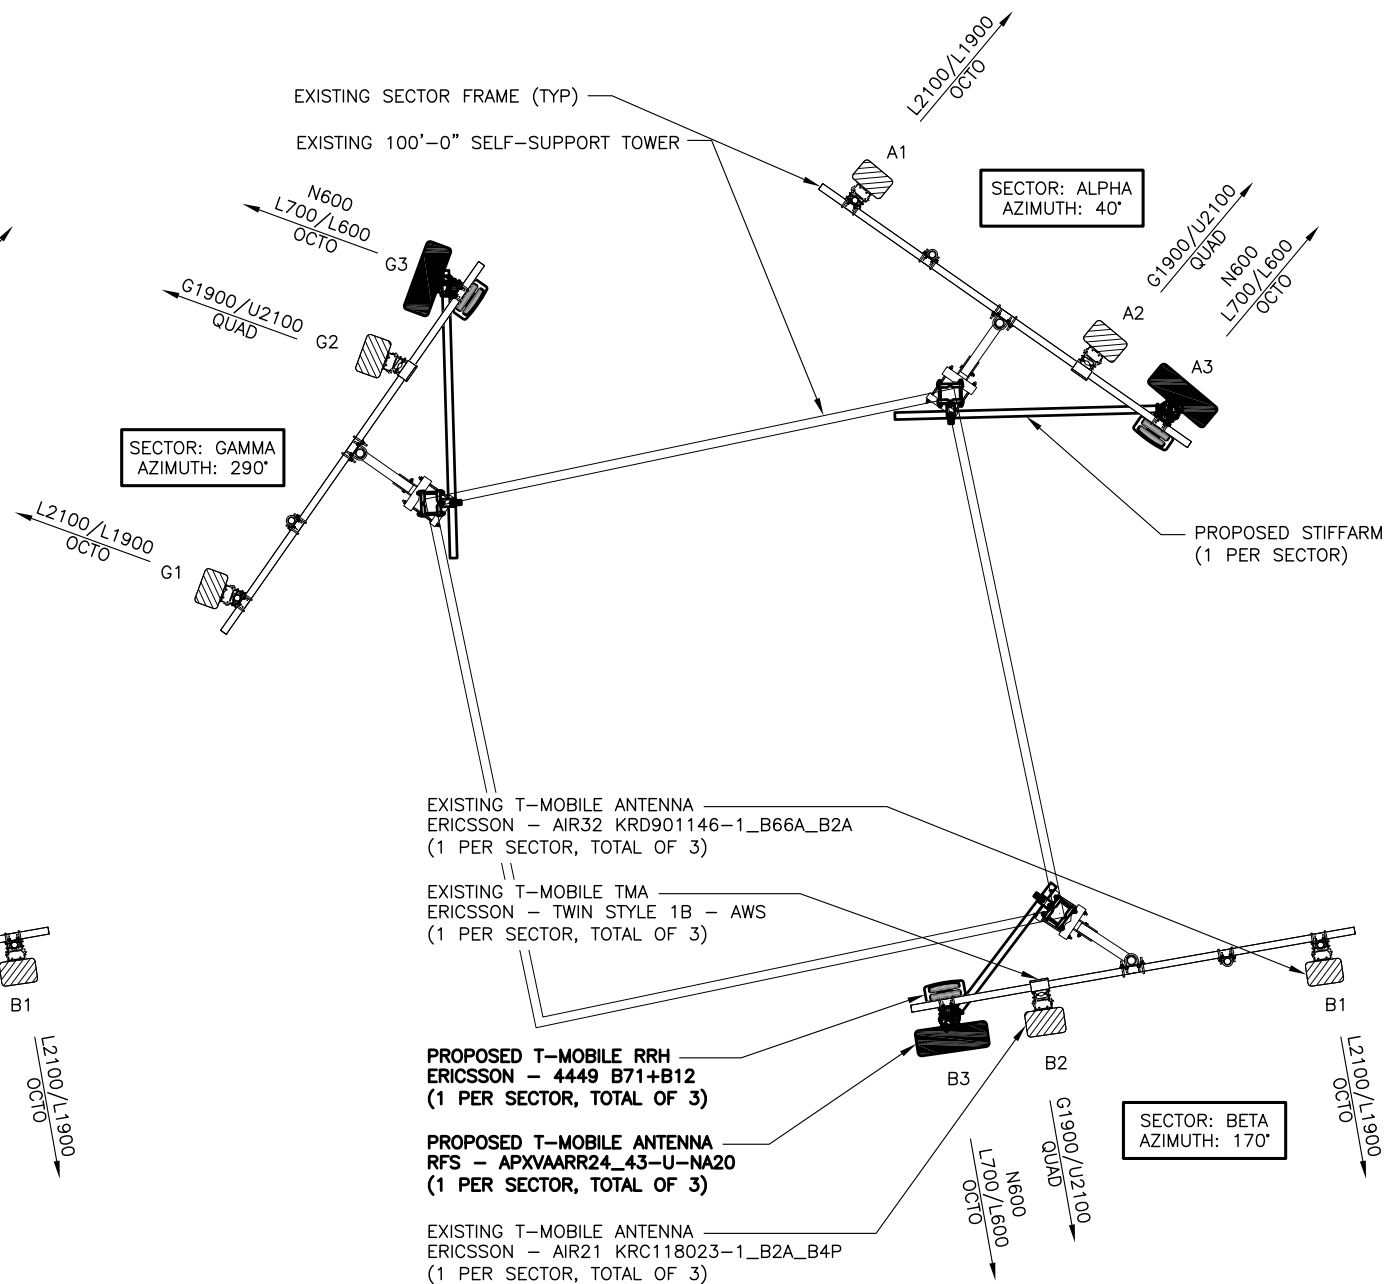 L2100/L1900
OCTO
EXISTING SECTOR FRAME (TYP)
EXISTING 100'-0" SELF-SUPPORT TOWER
A1
SECTOR: ALPHA
AZIMUTH: 40°
N600
L700/L600
OCTO
G3
G1900/U2100
QUAD
G2
G1900/U2100
QUAD
N600
L700/L600
OCTO
A2
A3
SECTOR: GAMMA
AZIMUTH: 290°
L2100/L1900
OCTO
G1
PROPOSED STIFFARM
(1 PER SECTOR)
EXISTING T-MOBILE ANTENNA
ERICSSON - AIR32 KRD901146-1_B66A_B2A
(1 PER SECTOR, TOTAL OF 3)
EXISTING T-MOBILE TMA
ERICSSON - TWIN STYLE 1B - AWS
(1 PER SECTOR, TOTAL OF 3)
B1
L2100/L1900
OCTO
PROPOSED T-MOBILE RRH
ERICSSON - 4449 B71+B12
(1 PER SECTOR, TOTAL OF 3)
PROPOSED T-MOBILE ANTENNA
RFS - APXVAARR24_43-U-NA20
(1 PER SECTOR, TOTAL OF 3)
EXISTING T-MOBILE ANTENNA
ERICSSON - AIR21 KRC118023-1_B2A_B4P
(1 PER SECTOR, TOTAL OF 3)
B3
B2
B1
N600
L700/L600
OCTO
G1900/U2100
QUAD
SECTOR: BETA
AZIMUTH: 170°
L2100/L1900
OCTO